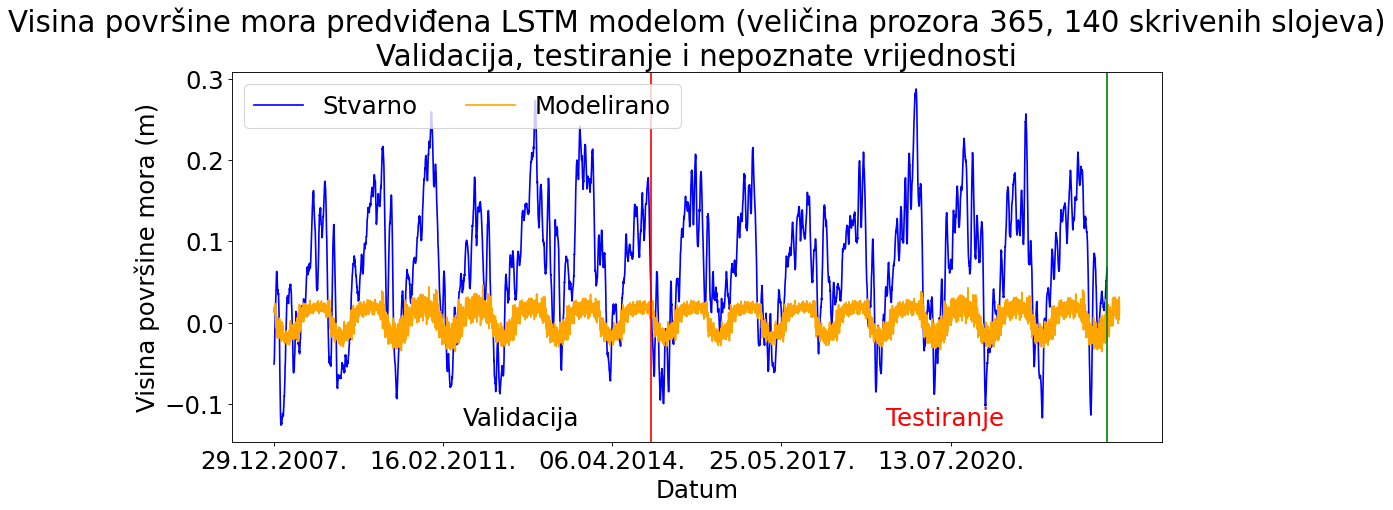 Visina površine mora predviđena LSTM modelom (veličina prozora 365, 140 skrivenih slojeva)
Validacija, testiranje i nepoznate vrijednosti
Stvarno Modelirano
Visina površine mora (m)
0.3
0.2
0.1
0.0
−0.1
Validacija Testiranje
29.12.2007. 16.02.2011. 06.04.2014. 25.05.2017. 13.07.2020.
Datum